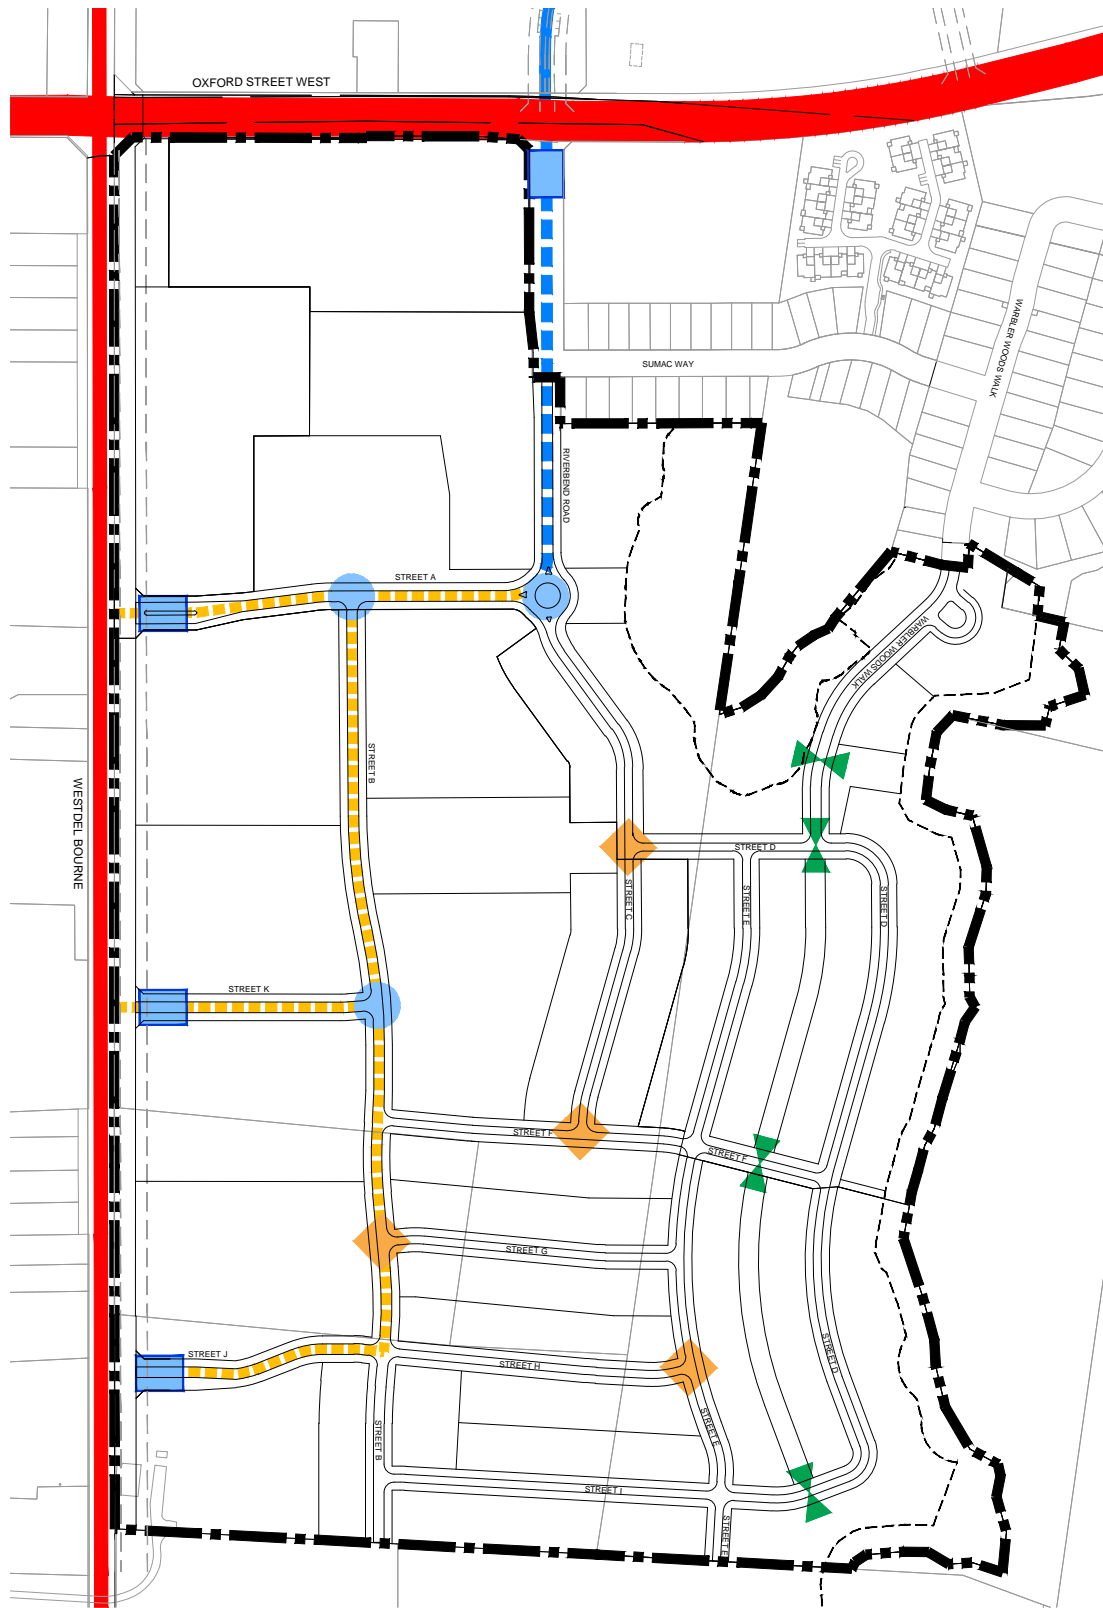 OXFORD STREET WEST
SUMAC WAY
WARBLER WOODS WALK
RIVERBEND ROAD
STREET A
WARBLER WOODS WALK
STREET B
WESTDEL BOURNE
STREET D
STREET C
STREET E
STREET D
STREET K
STREET F
STREET F
STREET G
STREET J
STREET H
STREET D
STREET B
STREET E
STREET I
STREET E